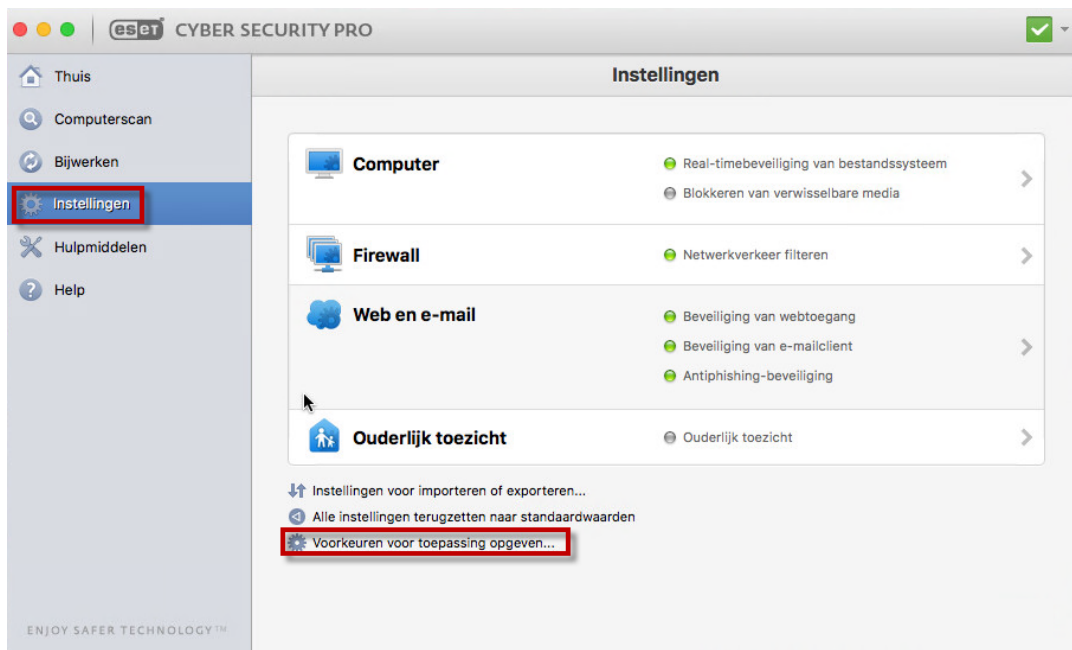 eset CYBER SECURITY PRO
Thuis
Computerscan
Bijwerken
Instellingen
Hulpmiddelen
Help
ENJOY SAFER TECHNOLOGY™
Instellingen
Computer
Real-timebeveiliging van bestandssysteem
Blokkeren van verwisselbare media
Firewall
Netwerkverkeer filteren
Web en e-mail
Beveiliging van webtoegang
Beveiliging van e-mailclient
Antiphishing-beveiliging
Ouderlijk toezicht
Ouderlijk toezicht
Instellingen voor importeren of exporteren...
Alle instellingen terugzetten naar standaardwaarden
Voorkeuren voor toepassing opgeven...